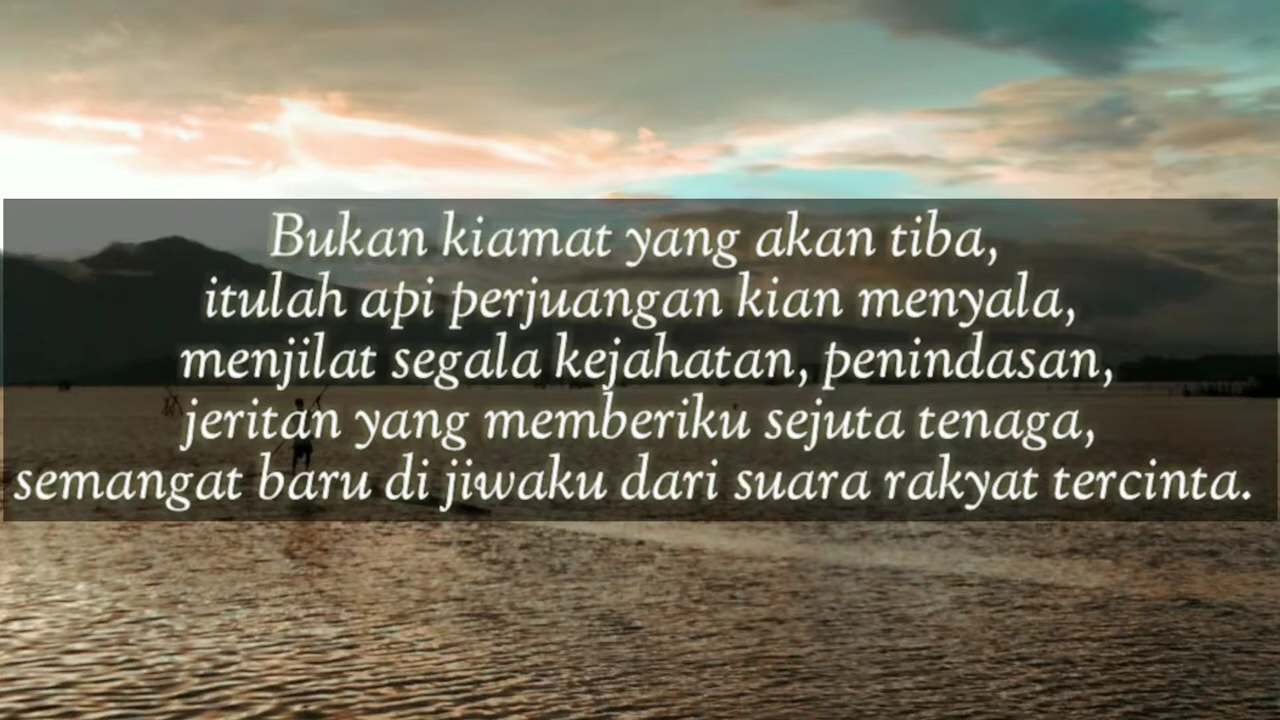 Bukan kiamat yang akan tiba,
itulah api perjuangan kian menyala,
menjilat segala kejahatan, penindasan,
jeritan yang memberiku sejuta tenaga,
semangat baru di jiwaku dari suara rakyat tercinta.